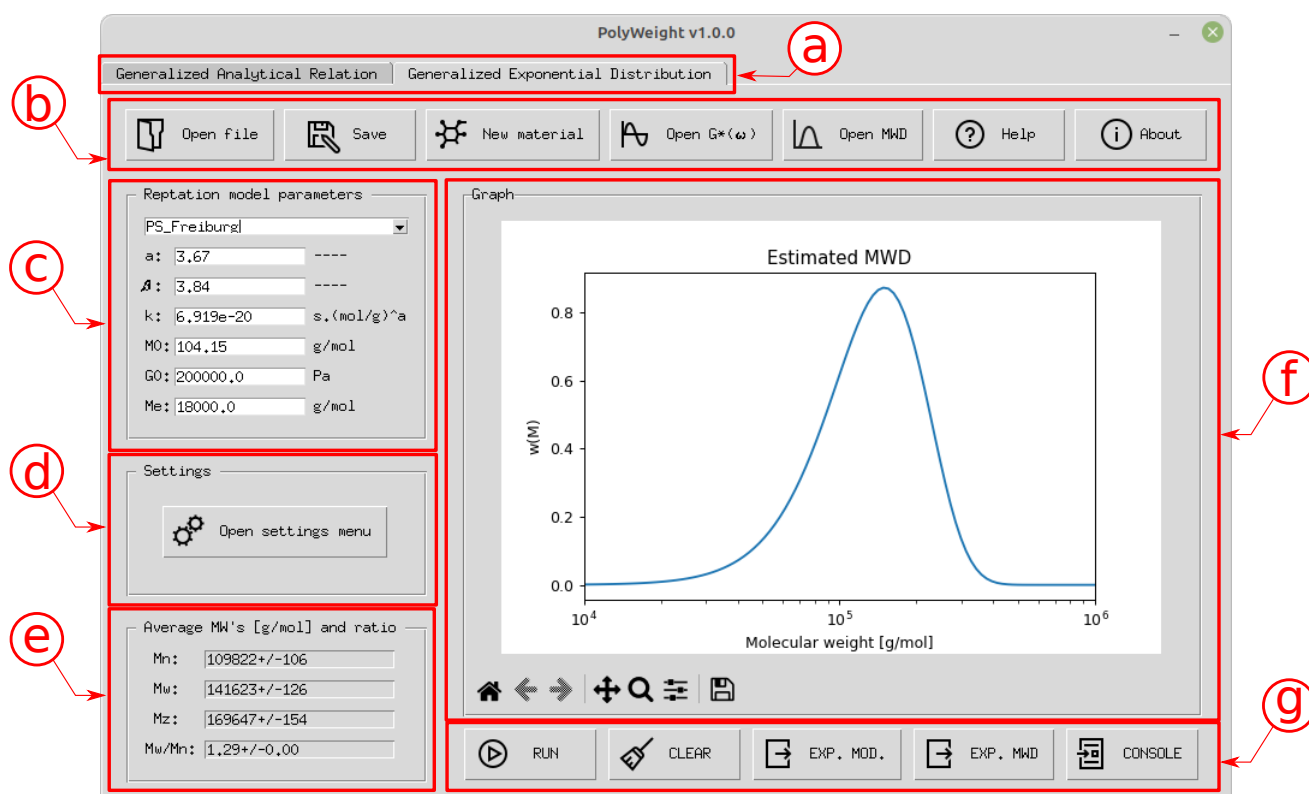 PolyWeight v1.0.0
a
Generalized Analytical Relation
Generalized Exponential Distribution
b
Open file
Save
New material
Open G*(ω)
Open MWD
Help
About
c
Reptation model parameters
PS_Freiburg
a: 3.67 ----
β: 3.84 ----
k: 6.919e-20 s.(mol/g)^a
M0: 104.15 g/mol
G0: 200000.0 Pa
Me: 18000.0 g/mol
d
Settings
Open settings menu
e
Average MW's [g/mol] and ratio
Mn: 109822+/-106
Mw: 141623+/-126
Mz: 169647+/-154
Mw/Mn: 1.29+/-0.00
Graph
Estimated MWD
w(M)
0.8
0.6
0.4
0.2
0.0
10^4
10^5
10^6
Molecular weight [g/mol]
f
RUN
CLEAR
EXP. MOD.
EXP. MWD
CONSOLE
g